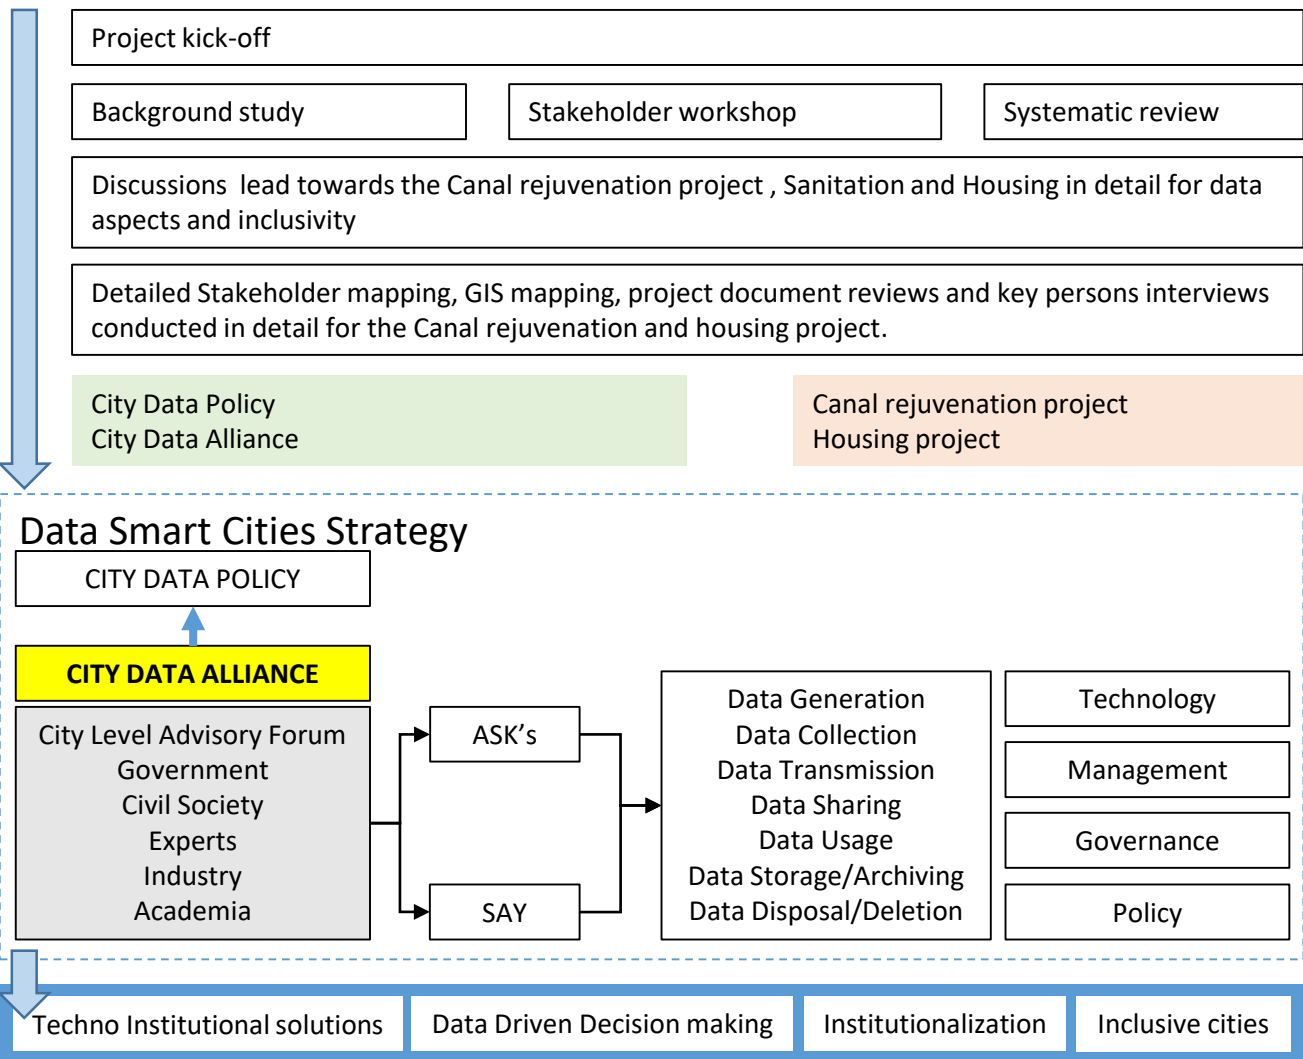 Project kick-off
Background study
Stakeholder workshop
Systematic review
Discussions  lead towards the Canal rejuvenation project , Sanitation and Housing in detail for data
aspects and inclusivity
Detailed Stakeholder mapping, GIS mapping, project document reviews and key persons interviews
conducted in detail for the Canal rejuvenation and housing project.
City Data Policy
City Data Alliance
Canal rejuvenation project
Housing project
Data Smart Cities Strategy
CITY DATA POLICY
CITY DATA ALLIANCE
City Level Advisory Forum
Government
Civil Society
Experts
Industry
Academia
ASK’s
SAY
Data Generation
Data Collection
Data Transmission
Data Sharing
Data Usage
Data Storage/Archiving
Data Disposal/Deletion
Technology
Management
Governance
Policy
Techno Institutional solutions
Data Driven Decision making
Institutionalization
Inclusive cities